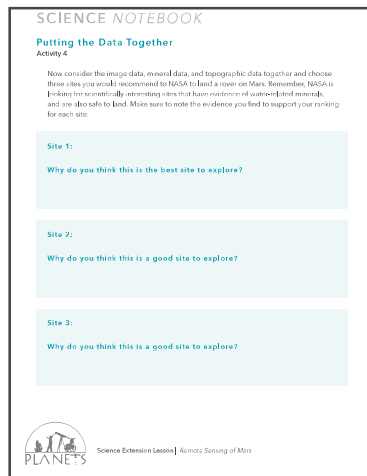 SCIENCE NOTEBOOK
Putting the Data Together
Activity 4
Now consider the image data, mineral data, and topographic data together and choose
three sites you would recommend to NASA to land a rover on Mars. Remember, NASA is
looking for scientifically interesting sites that have evidence of water-related minerals,
and are also safe to land. Make sure to note the evidence you find to support your ranking
for each site.
Site 1:
Why do you think this is the best site to explore?
Site 2:
Why do you think this is a good site to explore?
Site 3:
Why do you think this is a good site to explore?
PLANETS
Science Extension Lesson | Remote Sensing of Mars